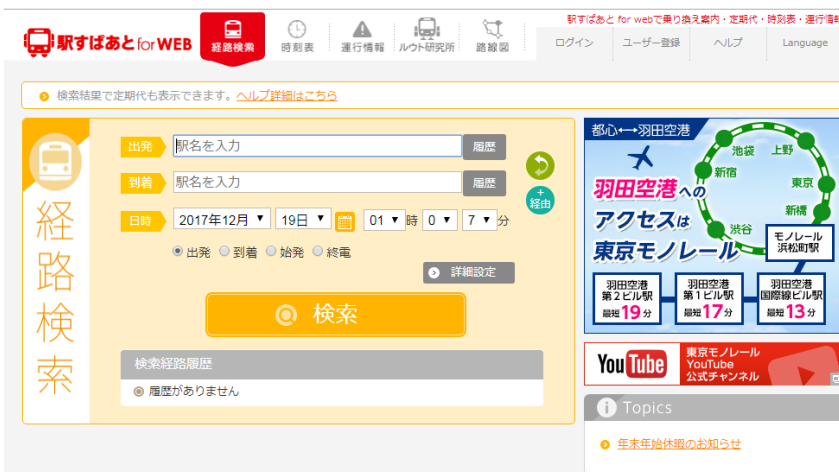 駅すぱあと for webで乗り換え案内・定期代・時刻表・運行情報
駅すぱあと for WEB
経路検索
時刻表
運行情報
ルウト研究所
路線図
ログイン
ユーザー登録
ヘルプ
Language
検索結果で定期代も表示できます。ヘルプ詳細はこちら
経路検索
出発
駅名を入力
履歴
到着
駅名を入力
履歴
+
経由
日時
2017年12月
19日
01
時
0
7
分
出発
到着
始発
終電
詳細設定
検索
検索経路履歴
履歴がありません
都心⟷羽田空港
池袋
上野
新宿
東京
新橋
渋谷
モノレール
浜松町駅
羽田空港への
アクセスは
東京モノレール
羽田空港
第2ビル駅
最短19分
羽田空港
第1ビル駅
最短17分
羽田空港
国際線ビル駅
最短13分
YouTube
東京モノレール
YouTube
公式チャンネル
i Topics
年末年始休暇のお知らせ